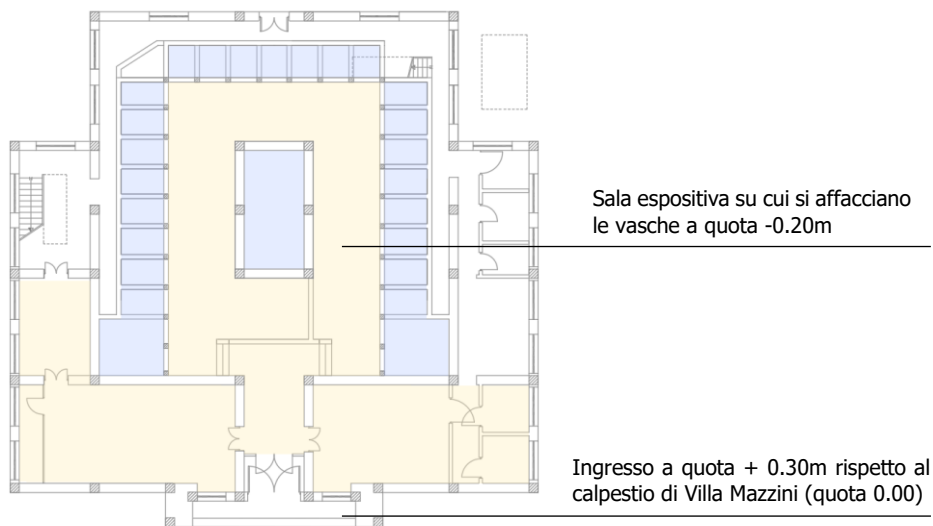 Sala espositiva su cui si affacciano
le vasche a quota -0.20m
Ingresso a quota + 0.30m rispetto al
calpestio di Villa Mazzini (quota 0.00)